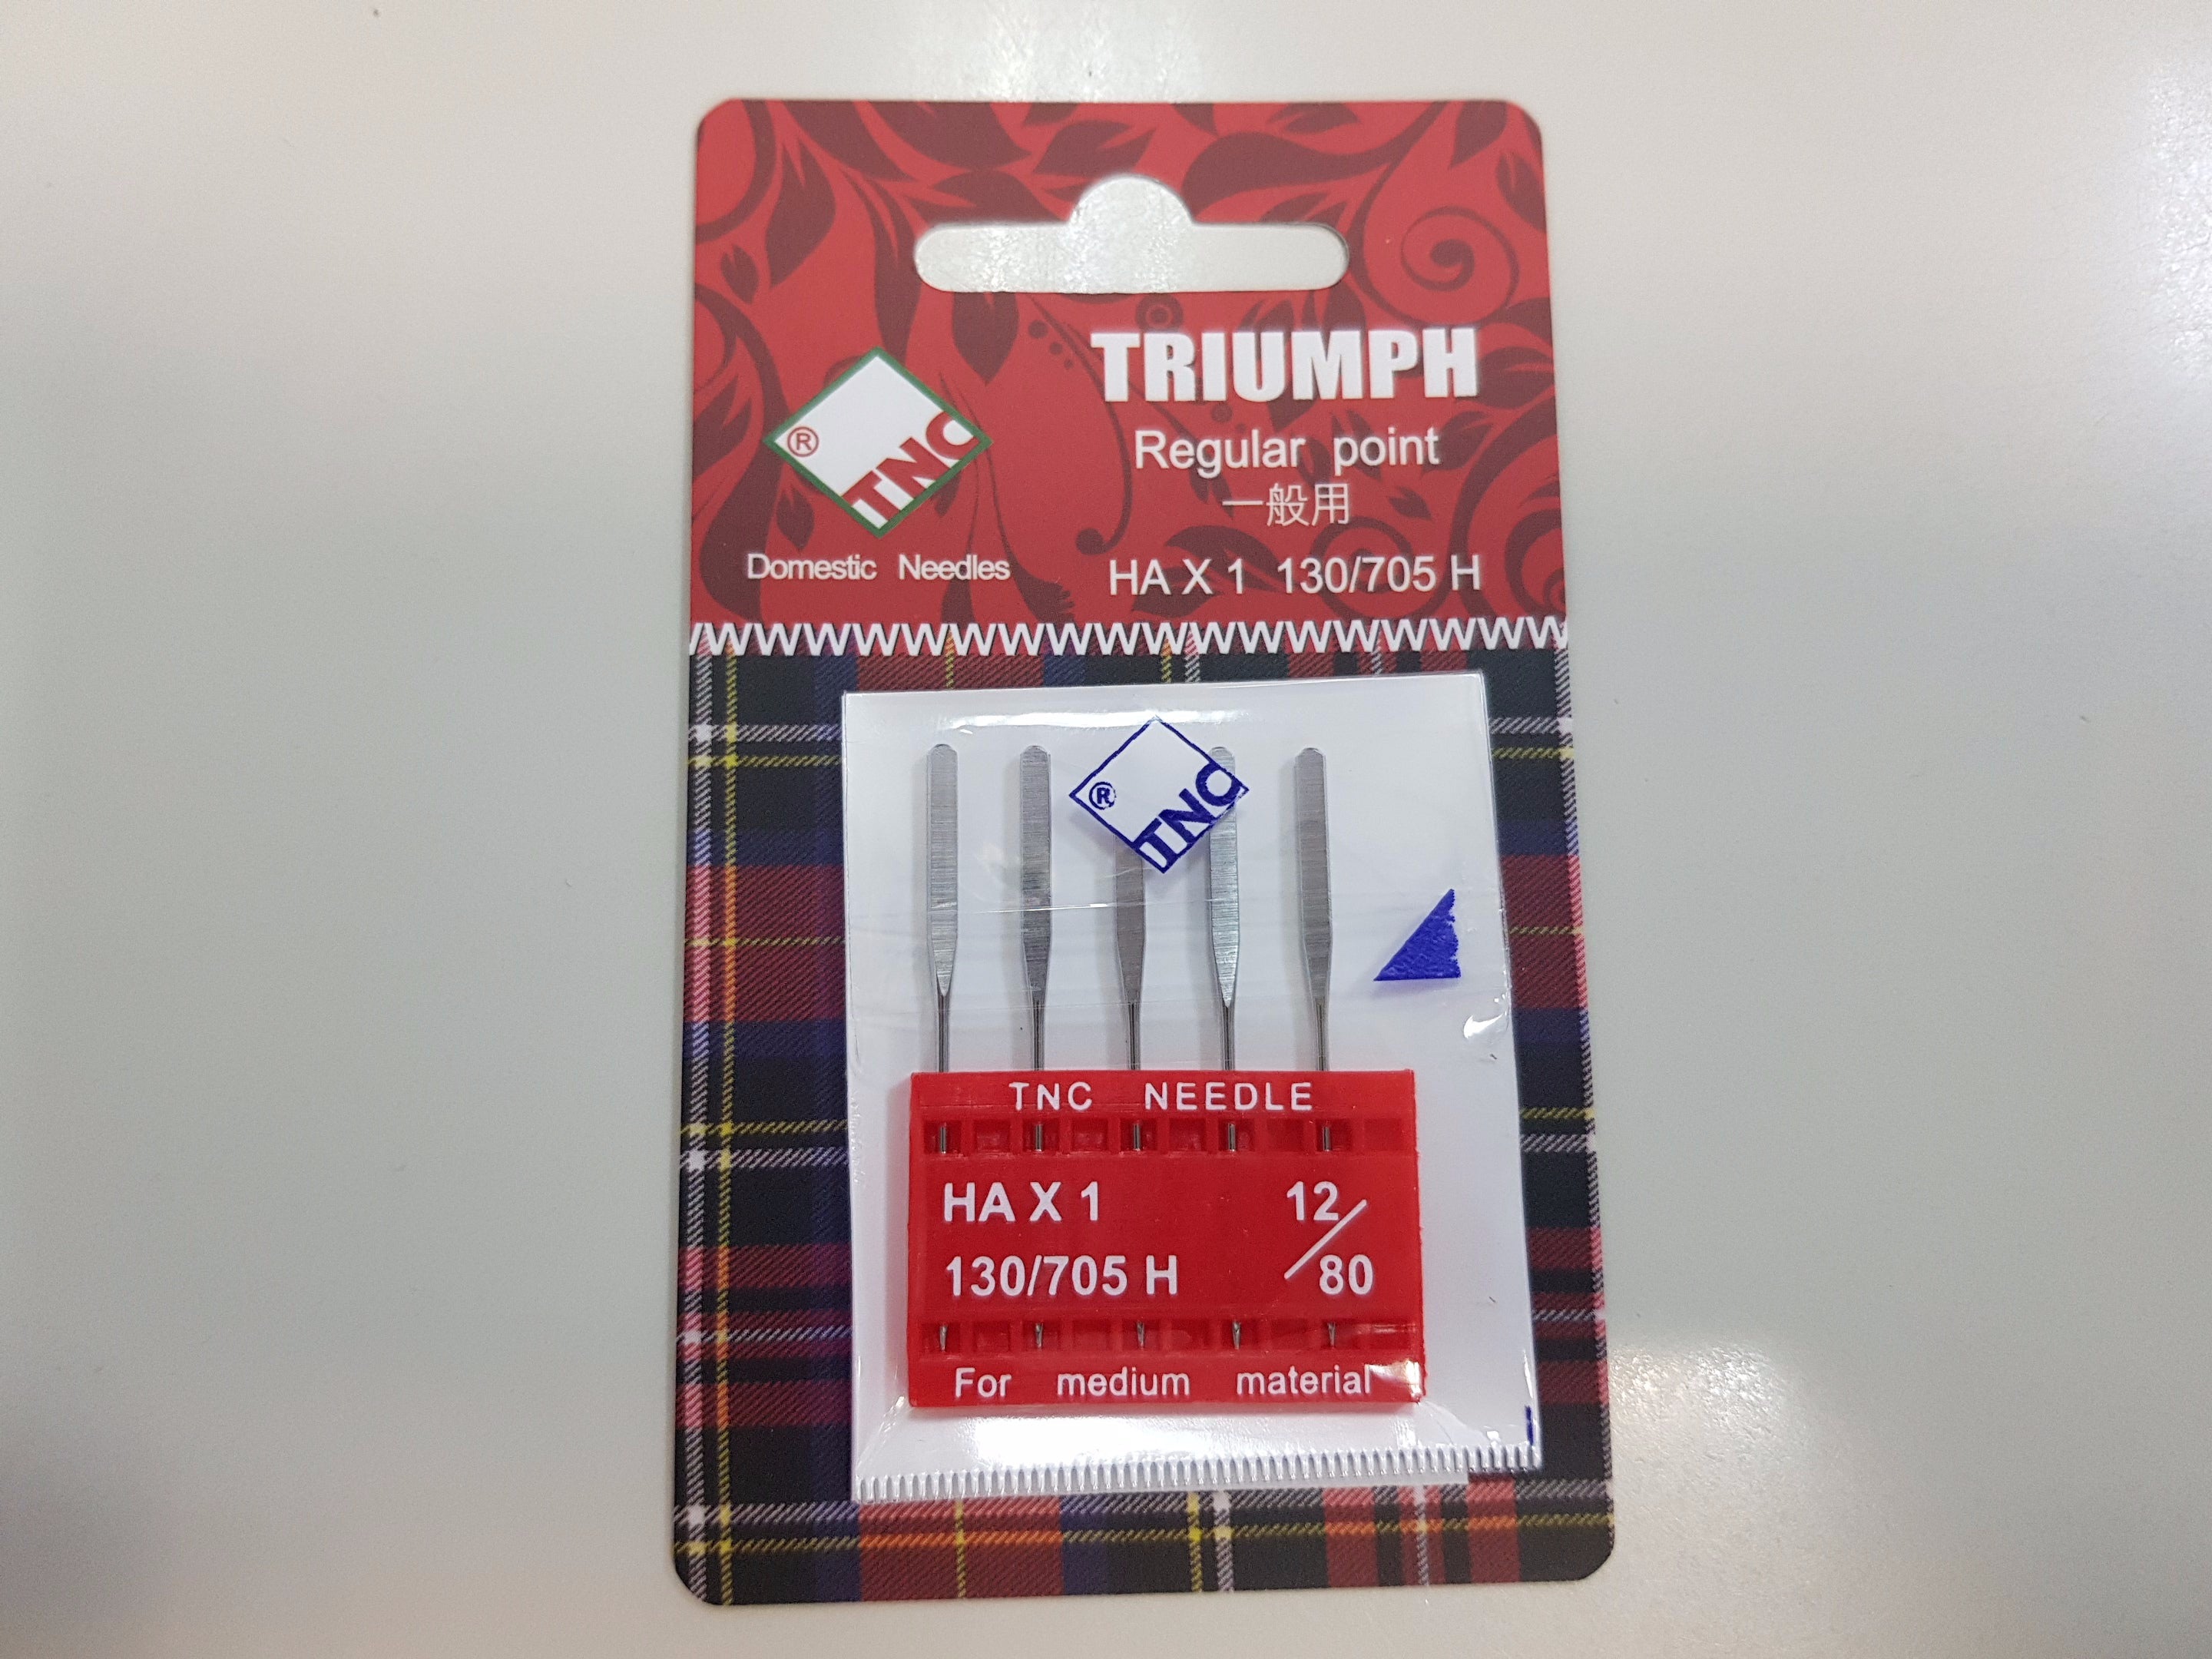 TRIUMPH
Regular point
一般用
® TNC
Domestic Needles
HA X 1 130/705 H
® TNC
TNC NEEDLE
HA X 1 12/80
130/705 H
For medium material